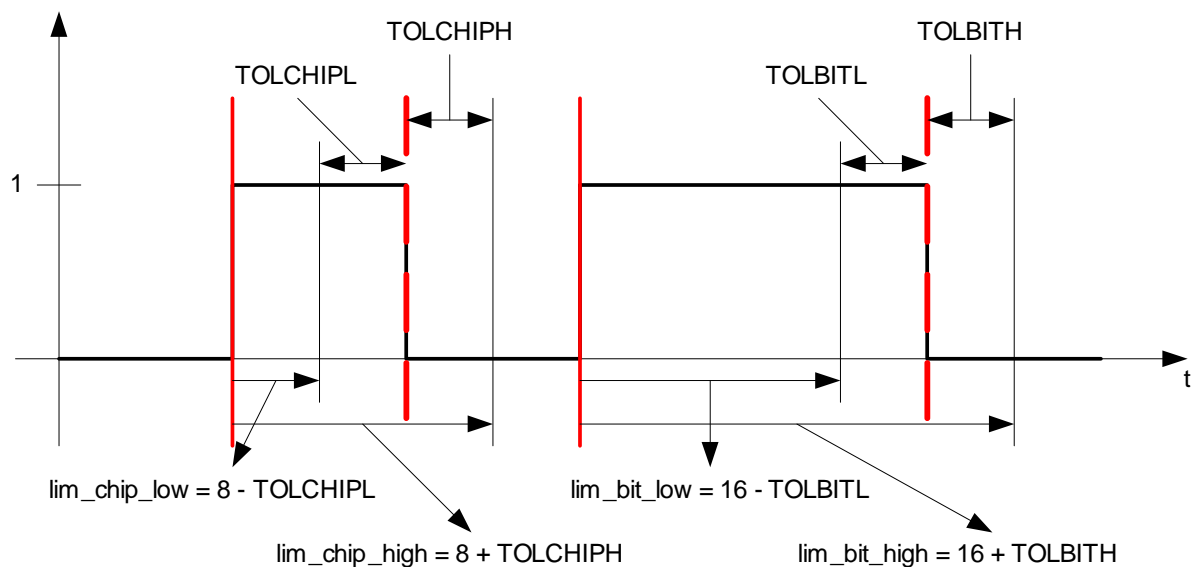 TOLCHIPH
TOLBITH
TOLCHIPL
TOLBITL
1
t
lim_chip_low = 8 - TOLCHIPL
lim_bit_low = 16 - TOLBITL
lim_chip_high = 8 + TOLCHIPH
lim_bit_high = 16 + TOLBITH